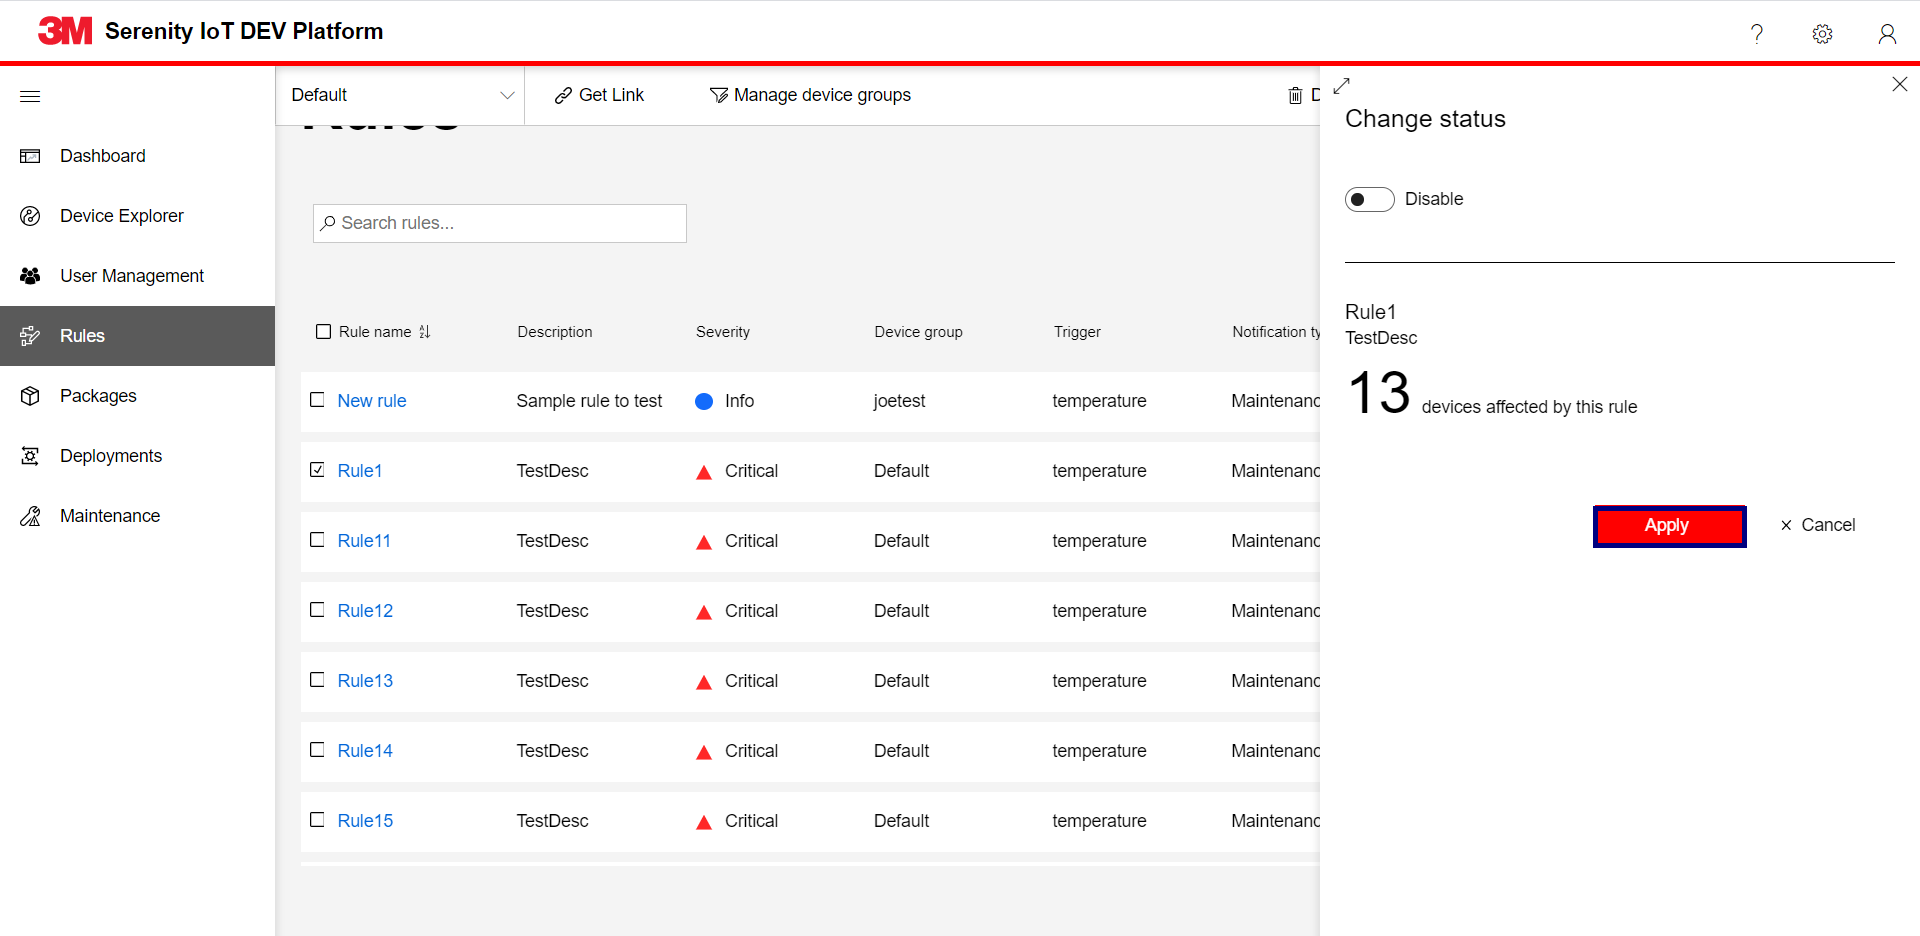 3M Serenity IoT DEV Platform
Default
Get Link
Manage device groups
D
Rules
Dashboard
Device Explorer
User Management
Rules
Packages
Deployments
Maintenance
Search rules...
Rule name Description Severity Device group Trigger Notification ty
New rule Sample rule to test Info joetest temperature Maintenanc
Rule1 TestDesc Critical Default temperature Maintenanc
Rule11 TestDesc Critical Default temperature Maintenanc
Rule12 TestDesc Critical Default temperature Maintenanc
Rule13 TestDesc Critical Default temperature Maintenanc
Rule14 TestDesc Critical Default temperature Maintenanc
Rule15 TestDesc Critical Default temperature Maintenanc
Change status
Disable
Rule1
TestDesc
13 devices affected by this rule
Apply
Cancel